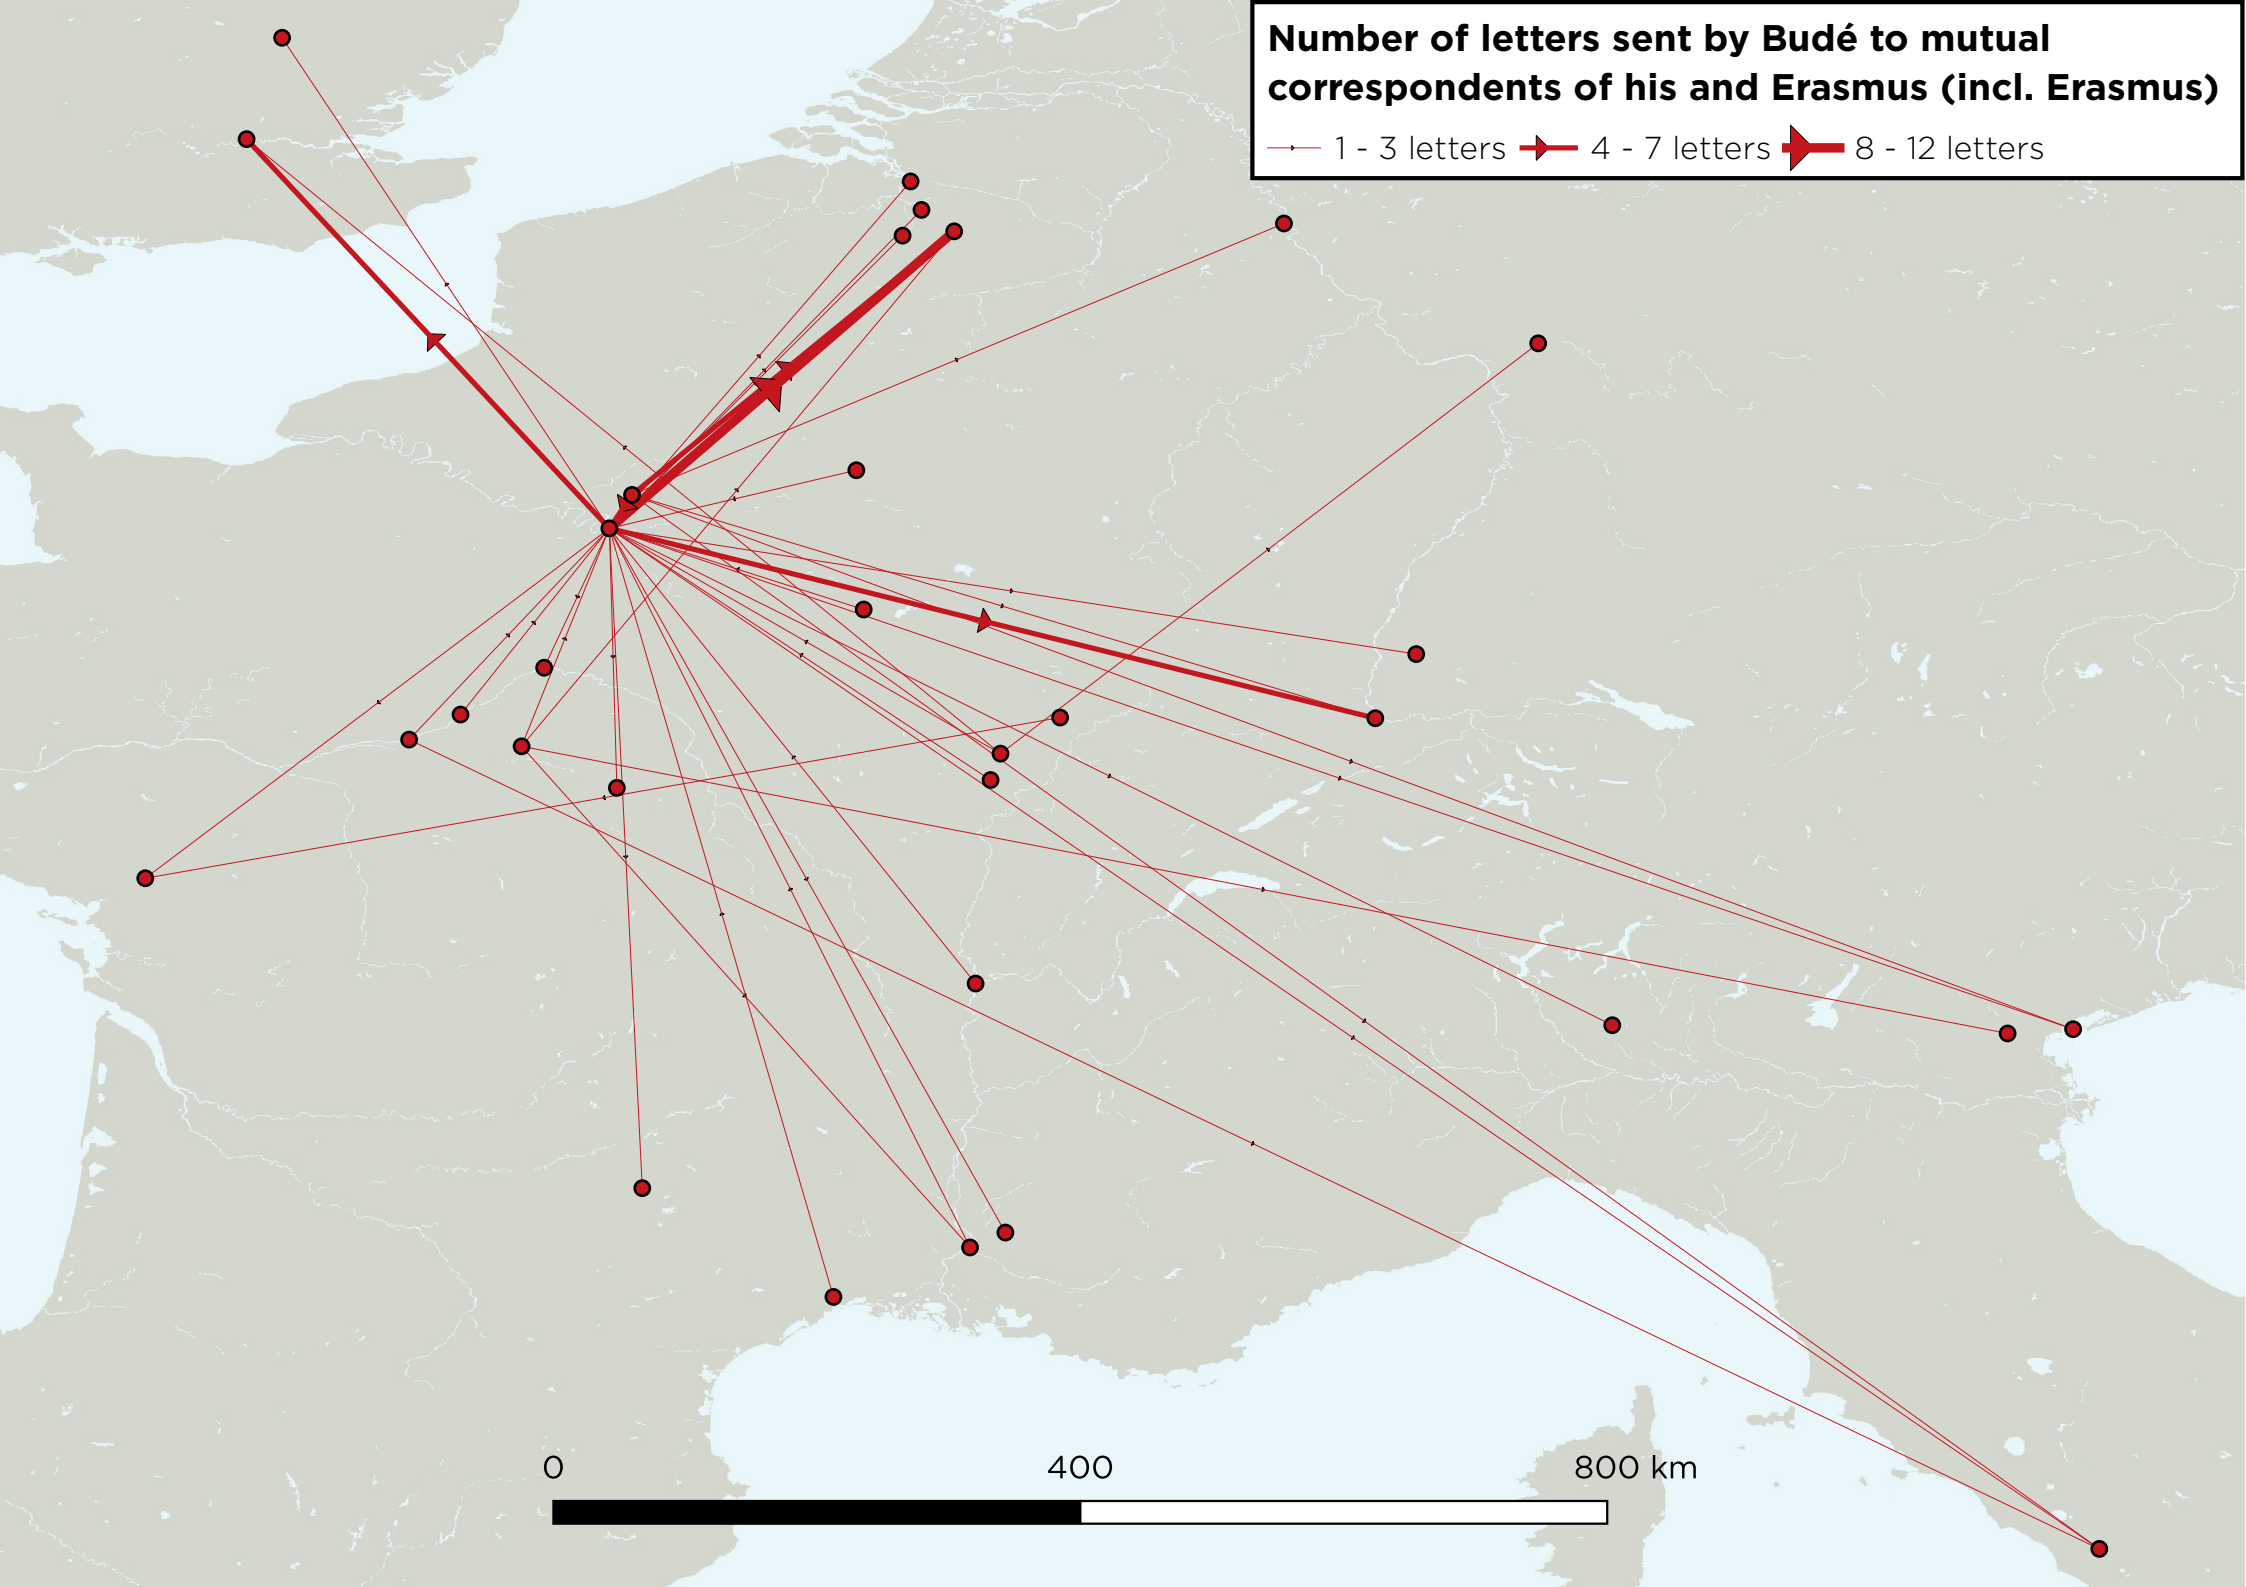 Number of letters sent by Budé to mutual
correspondents of his and Erasmus (incl. Erasmus)
1 - 3 letters 4 - 7 letters 8 - 12 letters
0 400 800 km